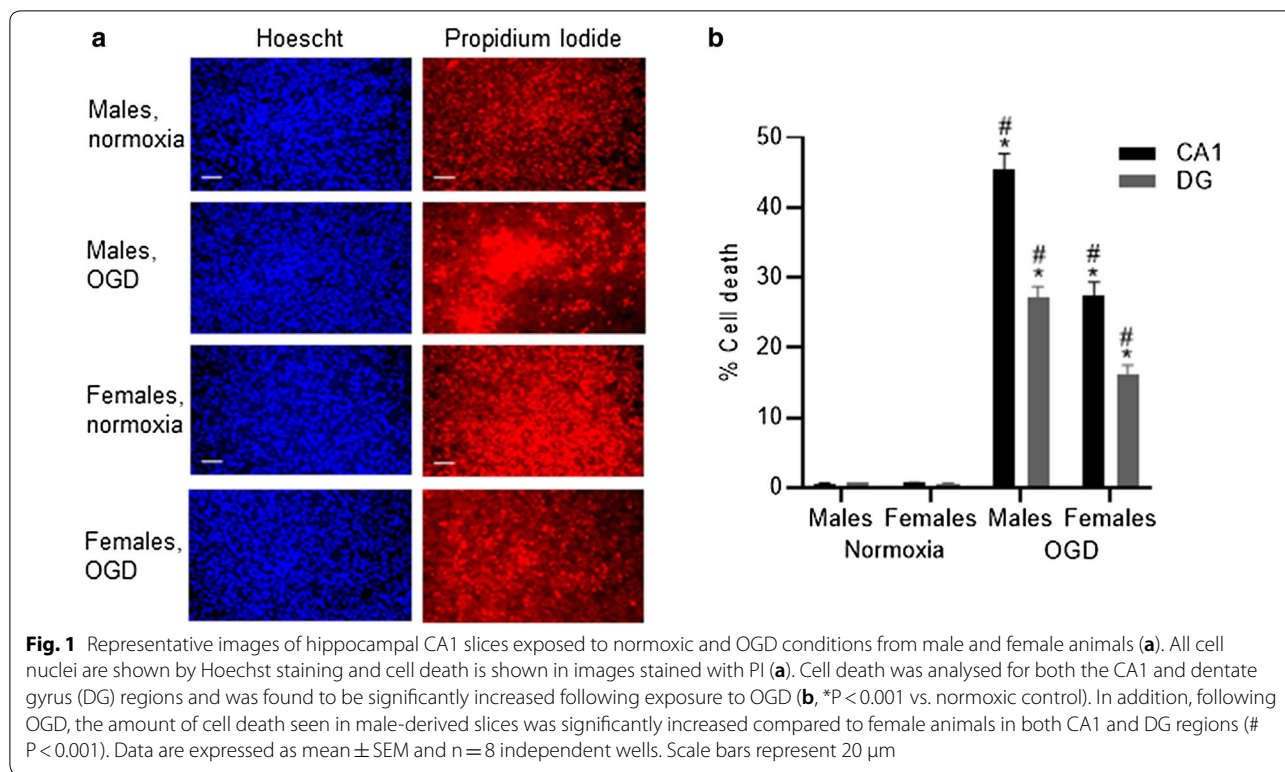 a
Hoescht
Propidium Iodide
Males,
normoxia
Males,
OGD
Females,
normoxia
Females,
OGD
b
% Cell death
50
40
30
20
10
0
# 
*
#
*
#
*
#
*
CA1
DG
Males Females Males Females
Normoxia OGD
Fig. 1 Representative images of hippocampal CA1 slices exposed to normoxic and OGD conditions from male and female animals (a). All cell
nuclei are shown by Hoechst staining and cell death is shown in images stained with PI (a). Cell death was analysed for both the CA1 and dentate
gyrus (DG) regions and was found to be significantly increased following exposure to OGD (b, *P < 0.001 vs. normoxic control). In addition, following
OGD, the amount of cell death seen in male-derived slices was significantly increased compared to female animals in both CA1 and DG regions (#
P < 0.001). Data are expressed as mean ± SEM and n = 8 independent wells. Scale bars represent 20 μm